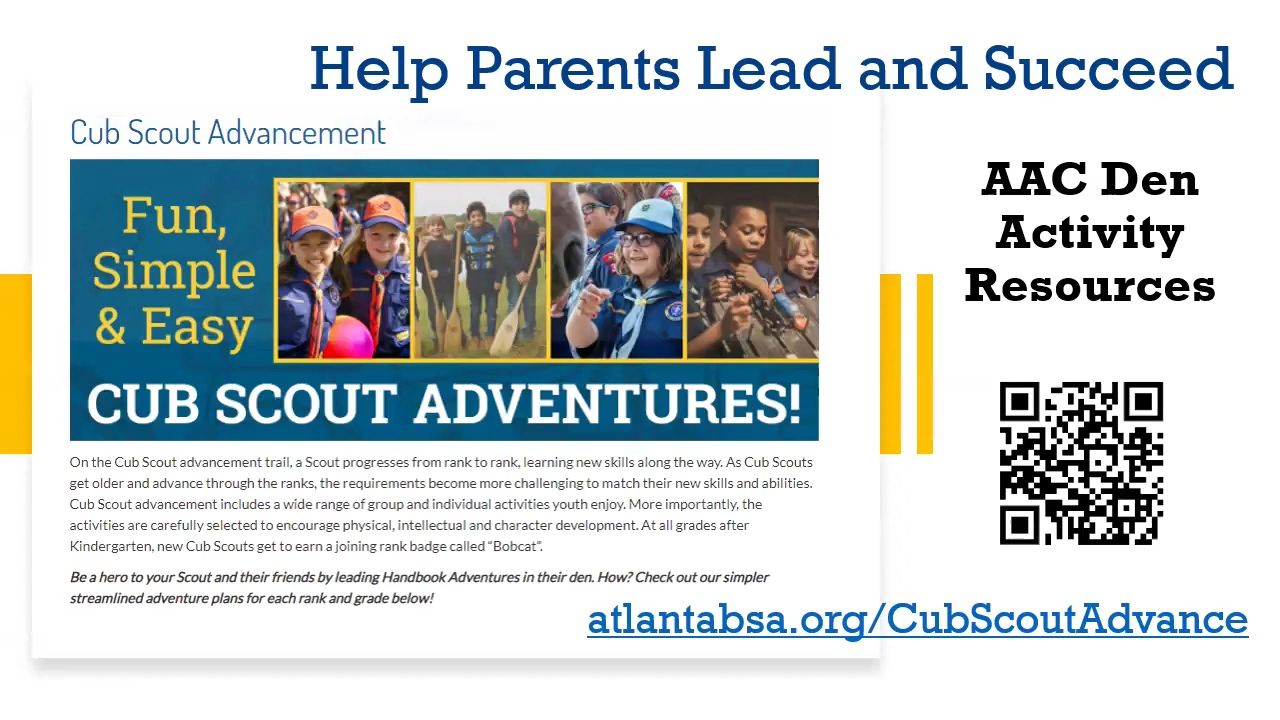 Help Parents Lead and Succeed
Cub Scout Advancement
Fun,
Simple
& Easy
CUB SCOUT ADVENTURES!
On the Cub Scout advancement trail, a Scout progresses from rank to rank, learning new skills along the way. As Cub Scouts
get older and advance through the ranks, the requirements become more challenging to match their new skills and abilities.
Cub Scout advancement includes a wide range of group and individual activities youth enjoy. More importantly, the
activities are carefully selected to encourage physical, intellectual and character development. At all grades after
Kindergarten, new Cub Scouts get to earn a joining rank badge called “Bobcat”.
Be a hero to your Scout and their friends by leading Handbook Adventures in their den. How? Check out our simpler
streamlined adventure plans for each rank and grade below!
AAC Den
Activity
Resources
atlantabsa.org/CubScoutAdvance